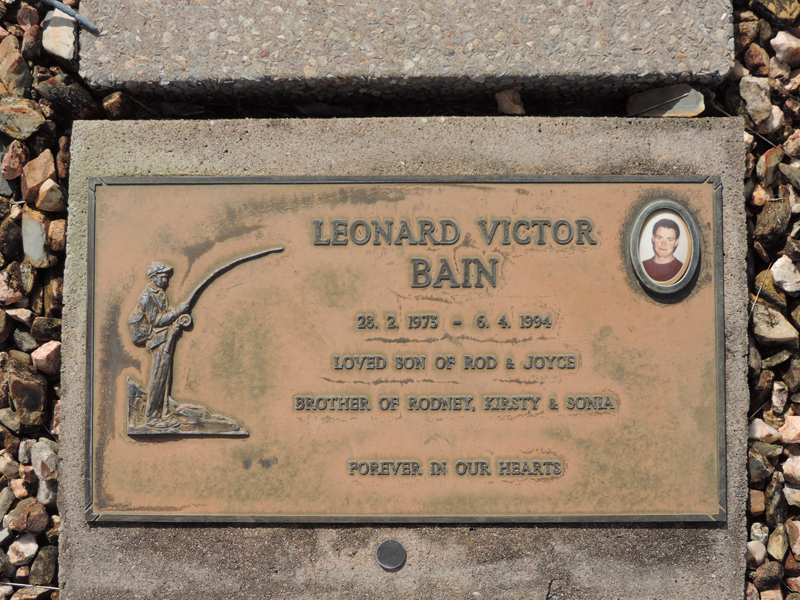 LEONARD VICTOR
BAIN
28. 2. 1973 - 6. 4. 1994
LOVED SON OF ROD & JOYCE
BROTHER OF RODNEY, KIRSTY & SONIA
FOREVER IN OUR HEARTS